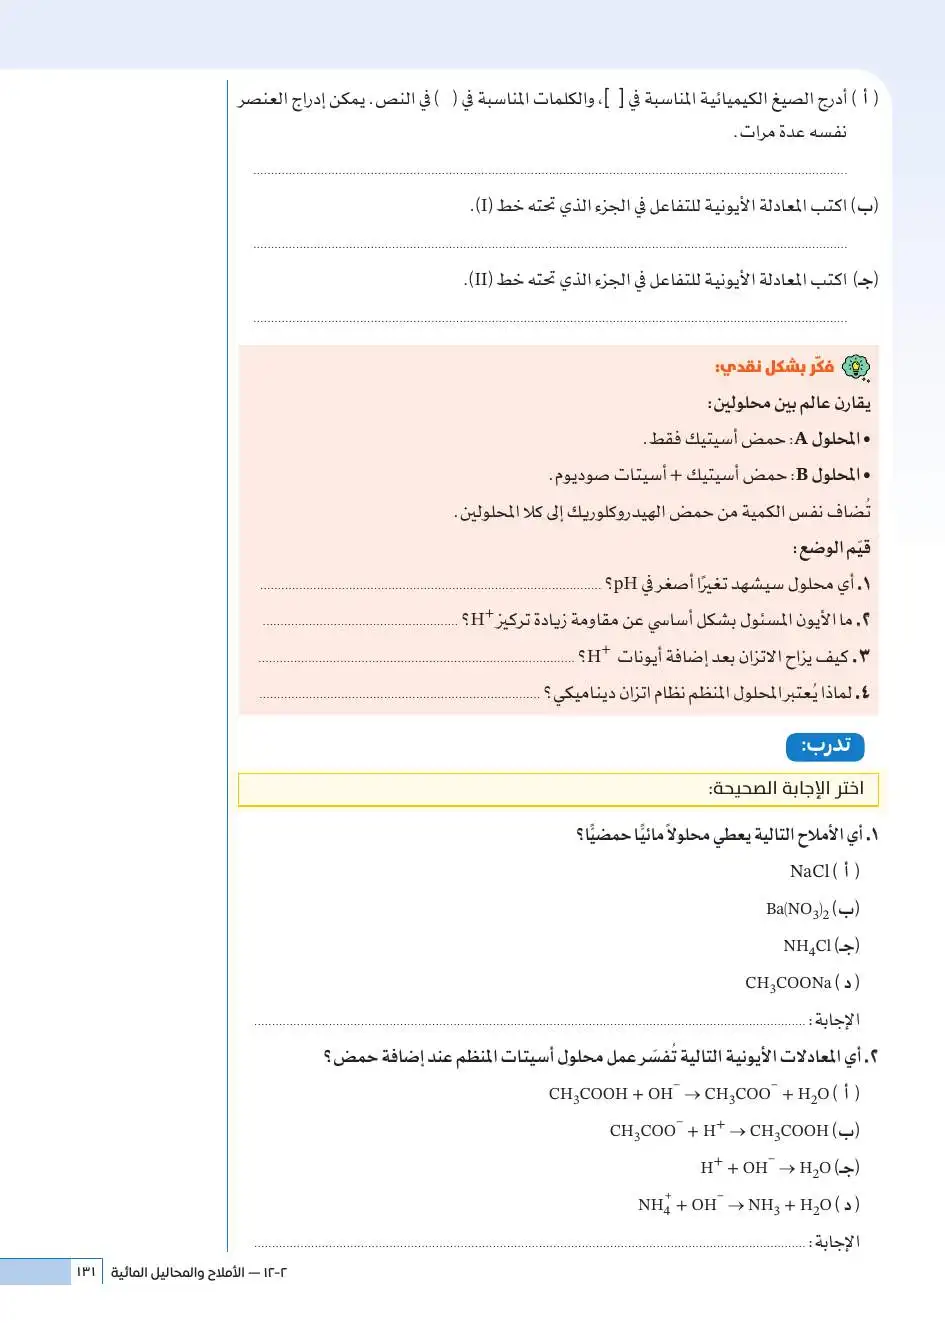 ( أ ) أدرج الصيغ الكيميائية المناسبة في [ ]، والكلمات المناسبة في ( ) في النص. يمكن إدراج العنصر
نفسه عدة مرات.
(ب) اكتب المعادلة الأيونية للتفاعل في الجزء الذي تحته خط (I).
(جـ) اكتب المعادلة الأيونية للتفاعل في الجزء الذي تحته خط (II).
فكّر بشكل نقدي:
يقارن عالم بين محلولين:
• المحلول A: حمض أسيتيك فقط.
• المحلول B: حمض أسيتيك + أسيتات صوديوم.
تُضاف نفس الكمية من حمض الهيدروكلوريك إلى كلا المحلولين.
قيّم الوضع:
١. أي محلول سيشهد تغيرًا أصغر في pH؟
٢. ما الأيون المسئول بشكل أساسي عن مقاومة زيادة تركيز H⁺؟
٣. كيف يزاح الاتزان بعد إضافة أيونات H⁺؟
٤. لماذا يُعتبر المحلول المنظم نظام اتزان ديناميكي؟
تدرب:
اختر الإجابة الصحيحة:
١. أي الأملاح التالية يعطي محلولاً مائيًّا حمضيًّا؟
( أ ) NaCl
(ب) Ba(NO₃)₂
(جـ) NH₄Cl
( د ) CH₃COONa
الإجابة:
٢. أي المعادلات الأيونية التالية تُفسَر عمل محلول أسيتات المنظم عند إضافة حمض؟
( أ ) CH₃COOH + OH⁻ → CH₃COO⁻ + H₂O
(ب) CH₃COO⁻ + H⁺ → CH₃COOH
(جـ) H⁺ + OH⁻ → H₂O
( د ) NH₄⁺ + OH⁻ → NH₃ + H₂O
الإجابة:
٢-١٢ — الأملاح والمحاليل المائية ١٣١